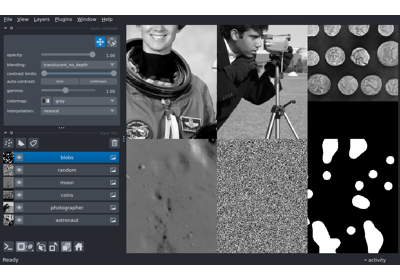 File View Layers Plugins Window Help
opacity: 1.00
blending: translucent_no_depth
contrast limits:
auto-contrast: once continuous
gamma: 1.00
colormap: gray
interpolation: nearest
blobs
random
moon
coins
photographer
astronaut
Ready
activity